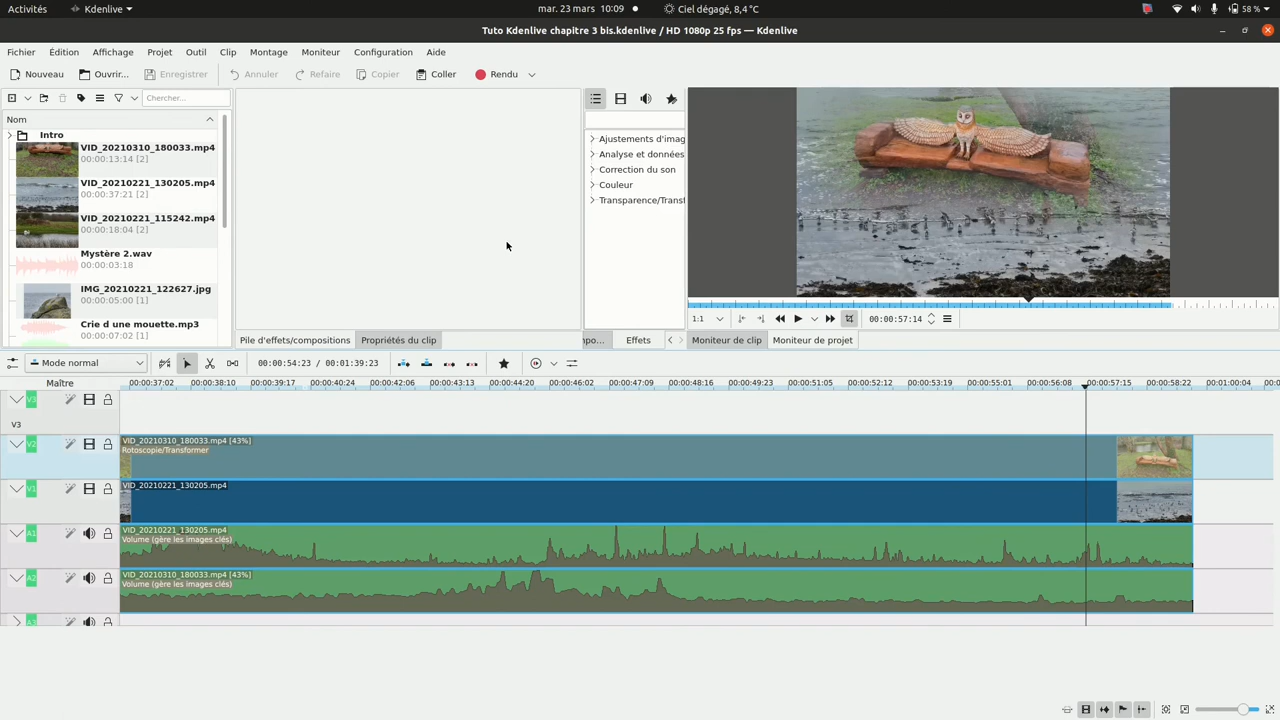 Activités
Kdenlive
mar. 23 mars 10:09
Ciel dégagé, 8,4 °C
58 %
Tuto Kdenlive chapitre 3 bis.kdenlive / HD 1080p 25 fps — Kdenlive
Fichier Édition Affichage Projet Outil Clip Montage Moniteur Configuration Aide
Nouveau Ouvrir... Enregistrer Annuler Refaire Copier Coller Rendu
Chercher...
Nom
Intro
VID_20210310_180033.mp4
00:00:13:14 [2]
VID_20210221_130205.mp4
00:00:37:21 [2]
VID_20210221_115242.mp4
00:00:18:04 [2]
Mystère 2.wav
00:00:03:18
IMG_20210221_122627.jpg
00:00:05:00 [1]
Crie d une mouette.mp3
00:00:07:02 [1]
Ajustements d'imag
Analyse et données
Correction du son
Couleur
Transparence/Transf
1:1
00:00:57:14
Pile d'effets/compositions Propriétés du clip
mpo... Effets
Moniteur de clip Moniteur de projet
Mode normal
00:00:54:23 / 00:01:39:23
Maître
00:00:37:02 00:00:38:10 00:00:39:17 00:00:40:24 00:00:42:06 00:00:43:13 00:00:44:20 00:00:46:02 00:00:47:09 00:00:48:16 00:00:49:23 00:00:51:05 00:00:52:12 00:00:53:19 00:00:55:01 00:00:56:08 00:00:57:15 00:00:58:22 00:01:00:04 00:0
V3
V3
V2
VID_20210310_180033.mp4 [43%]
Rotoscopie/Transformer
V1
VID_20210221_130205.mp4
A1
VID_20210221_130205.mp4
Volume (gère les images clés)
A2
VID_20210310_180033.mp4 [43%]
Volume (gère les images clés)
A3